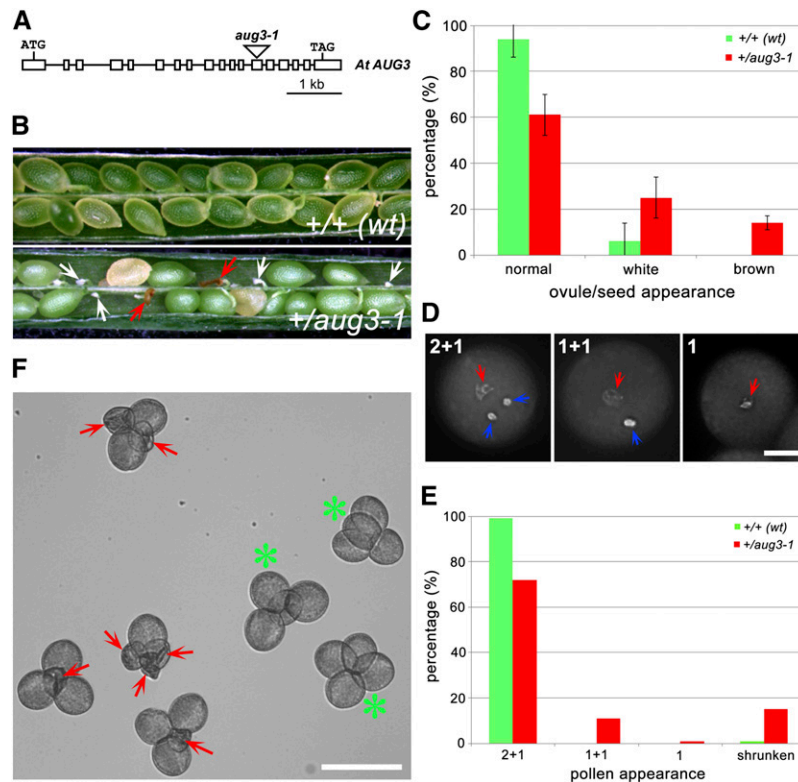 A
ATG
aug3-1
TAG
At AUG3
1 kb
B
+/+ (wt)
+/aug3-1
C
percentage (%)
100
80
60
40
20
0
+/+ (wt)
+/aug3-1
normal
white
brown
ovule/seed appearance
D
2+1
1+1
1
E
percentage (%)
100
80
60
40
20
0
+/+ (wt)
+/aug3-1
2+1
1+1
1
shrunken
pollen appearance
F